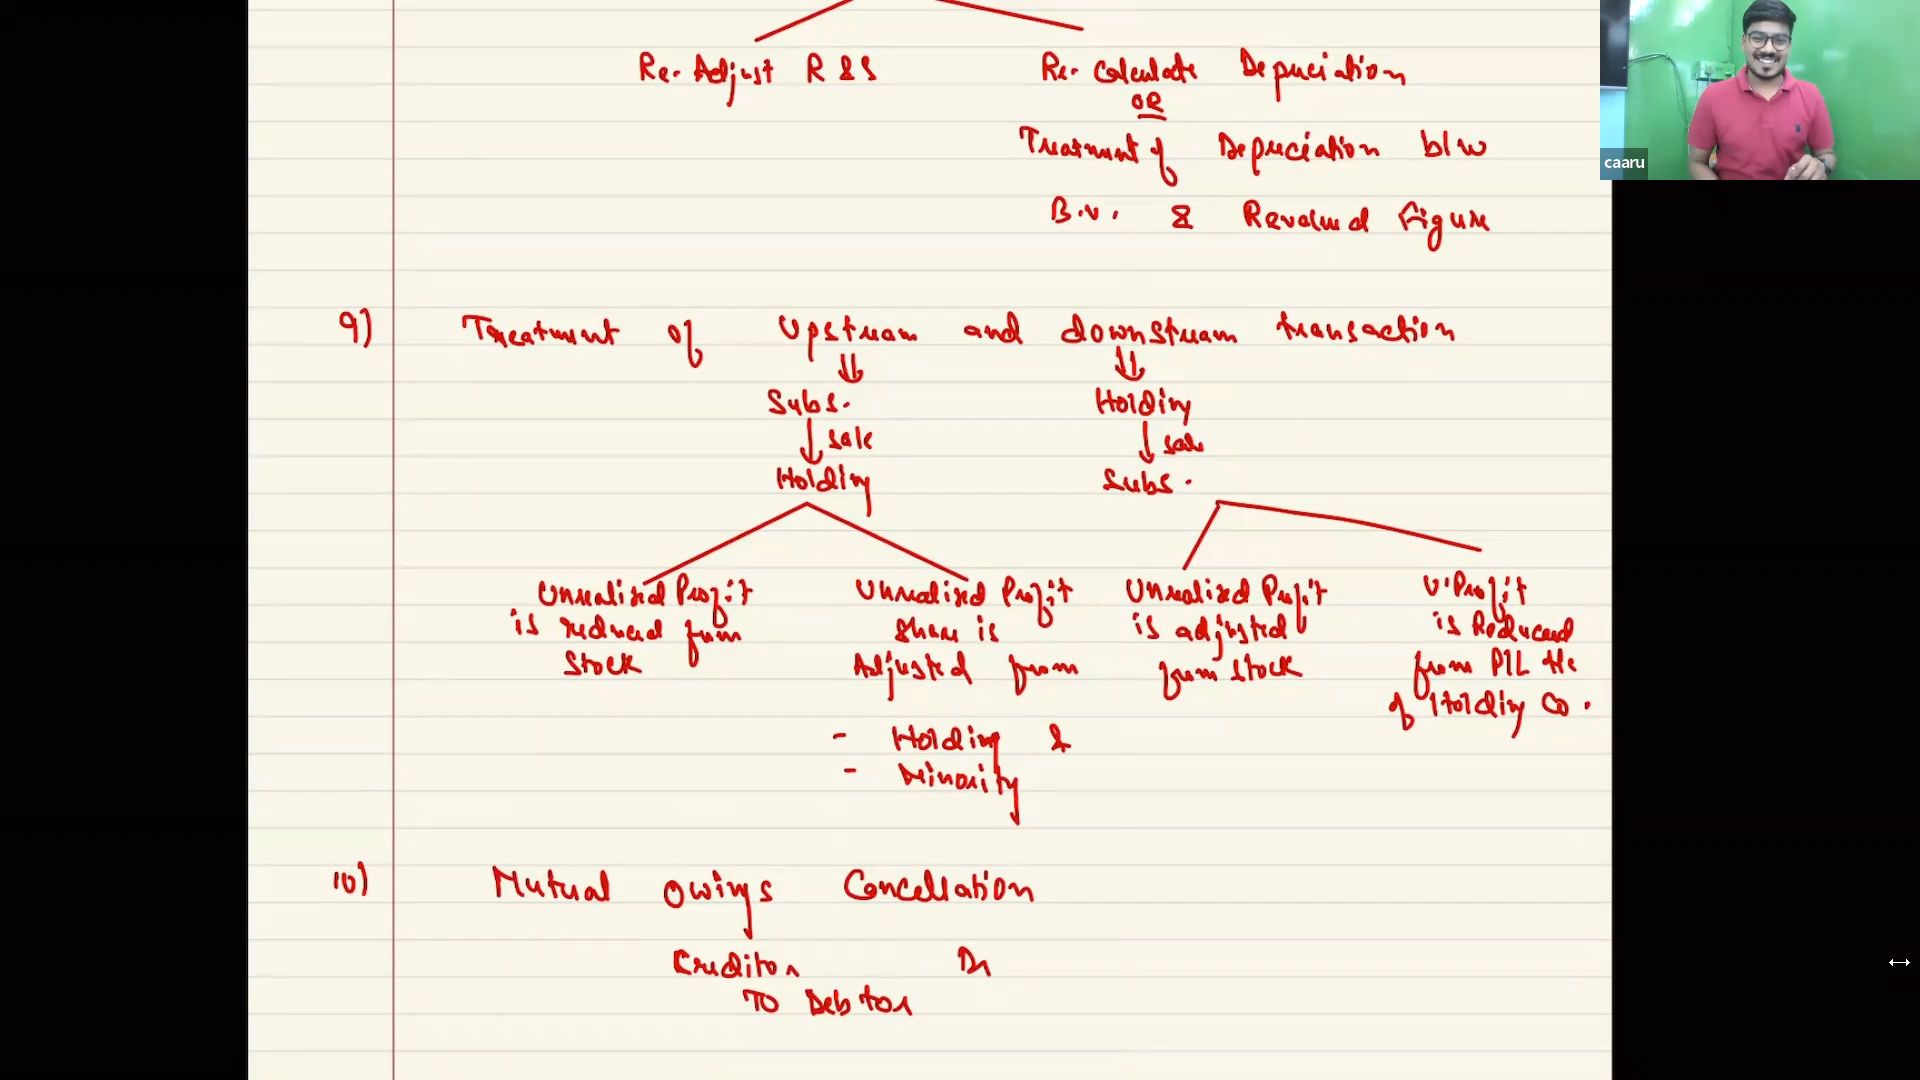 Re-Adjust R & S
Re-calculate Depreciation
OR
Treatment of Depreciation b/w
B.V. & Revalued Figure
caaru
9) Treatment of Upstream and downstream transaction
Subs.
Holding
sale
sale
Holding
Subs.
Unrealised Profit is reduced from Stock
Unrealised Profit share is Adjusted from
- Holding &
- Minority
Unrealised Profit is adjusted from stock
U.Profit is Reduced from P/L A/c of Holding Co.
10) Mutual Owings Cancellation
Creditor Dr
To Debtor